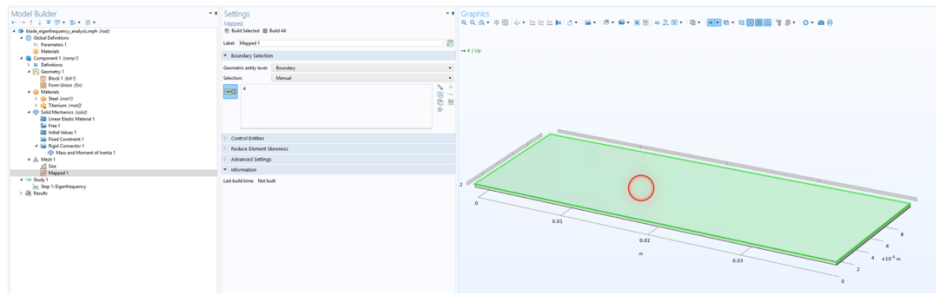 Model Builder
blade_eigenfrequency_analysis.mph (root)
Global Definitions
Parameters 1
Materials
Component 1 (comp1)
Definitions
Geometry 1
Block 1 (blk1)
Form Union (fin)
Materials
Steel (mat1)
Titanium (mat2)
Solid Mechanics (solid)
Linear Elastic Material 1
Free 1
Initial Values 1
Fixed Constraint 1
Rigid Connector 1
Mass and Moment of Inertia 1
Mesh 1
Size
Mapped 1
Study 1
Step 1: Eigenfrequency
Results
Settings
Mapped
Build Selected Build All
Label: Mapped 1
Boundary Selection
Geometric entity level: Boundary
Selection: Manual
4
Control Entities
Reduce Element Skewness
Advanced Settings
Information
Last build time: Not built
Graphics
4 | Up
2
0
0.01
0.02
m
0.03
8
6
4 ×10⁻³ m
2
0